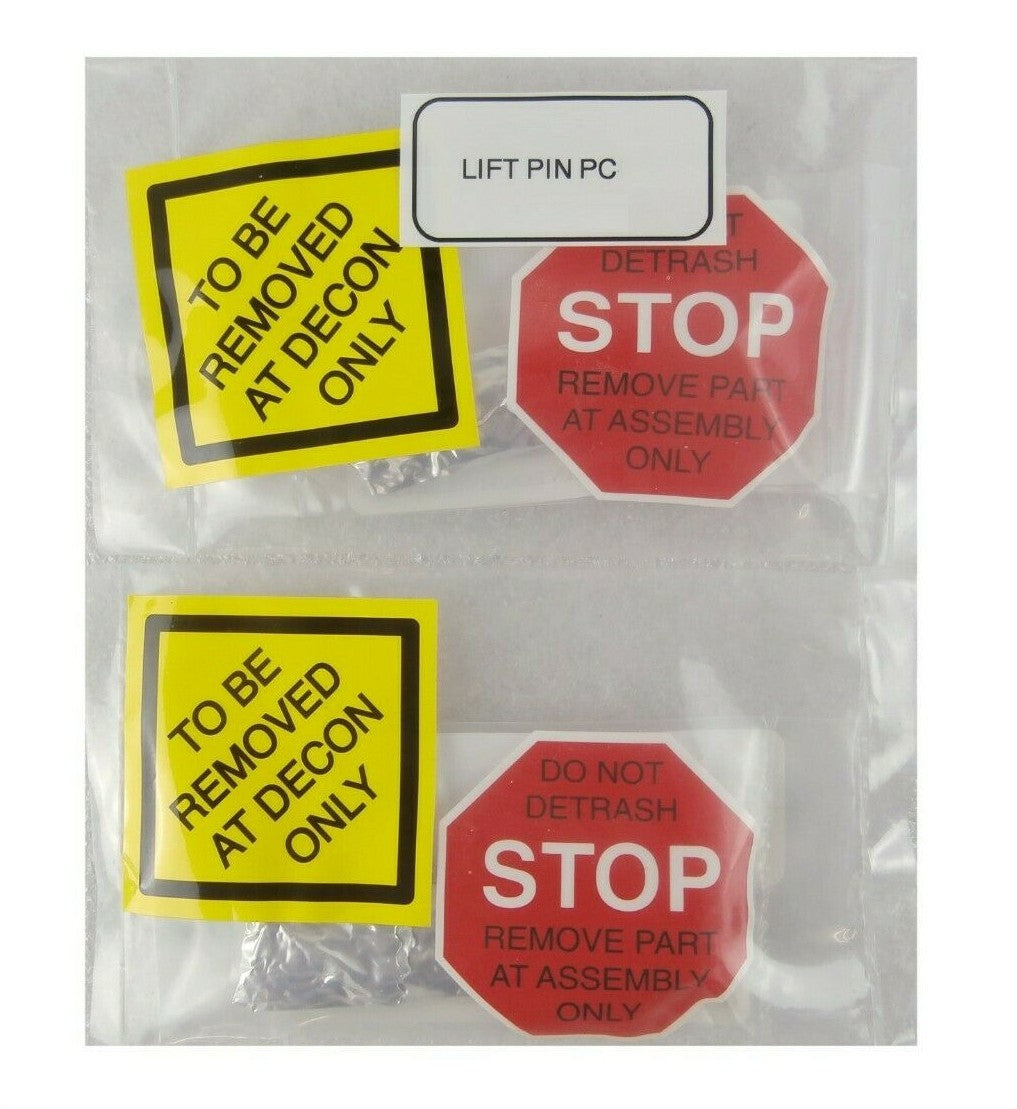 LIFT PIN PC
TO BE
REMOVED
AT DECON
ONLY
T
DETRASH
STOP
REMOVE PART
AT ASSEMBLY
ONLY
TO BE
REMOVED
AT DECON
ONLY
DO NOT
DETRASH
STOP
REMOVE PART
AT ASSEMBLY
ONLY